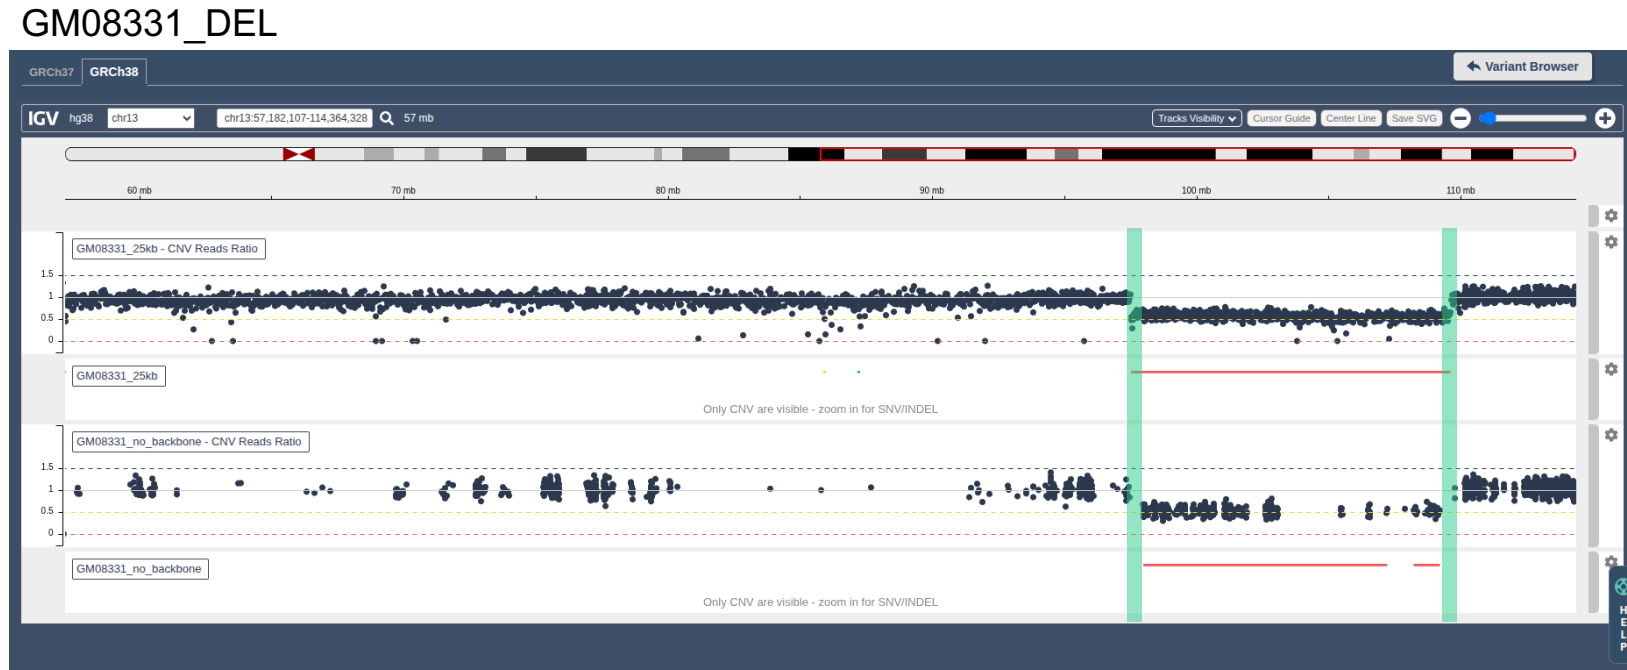 GM08331_DEL
GRCh37 GRCh38 Variant Browser
IGV hg38 chr13 chr13:57,182,107-114,364,328 57 mb Tracks Visibility Cursor Guide Center Line Save SVG
60 mb 70 mb 80 mb 90 mb 100 mb 110 mb
GM08331_25kb - CNV Reads Ratio
1.5
1
0.5
0
GM08331_25kb
Only CNV are visible - zoom in for SNV/INDEL
GM08331_no_backbone - CNV Reads Ratio
1.5
1
0.5
0
GM08331_no_backbone
Only CNV are visible - zoom in for SNV/INDEL
HELP